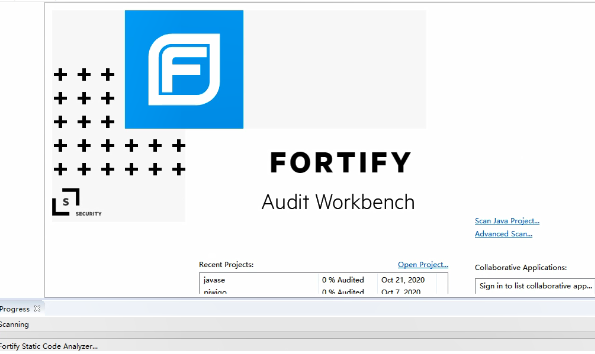 FORTIFY
Audit Workbench
S
SECURITY
Scan Java Project...
Advanced Scan...
Recent Projects:
Open Project...
javase 0 % Audited Oct 21, 2020
piwigo 0 % Audited Oct 7, 2020
Collaborative Applications:
Sign in to list collaborative app...
Progress
Scanning
Fortify Static Code Analyzer...